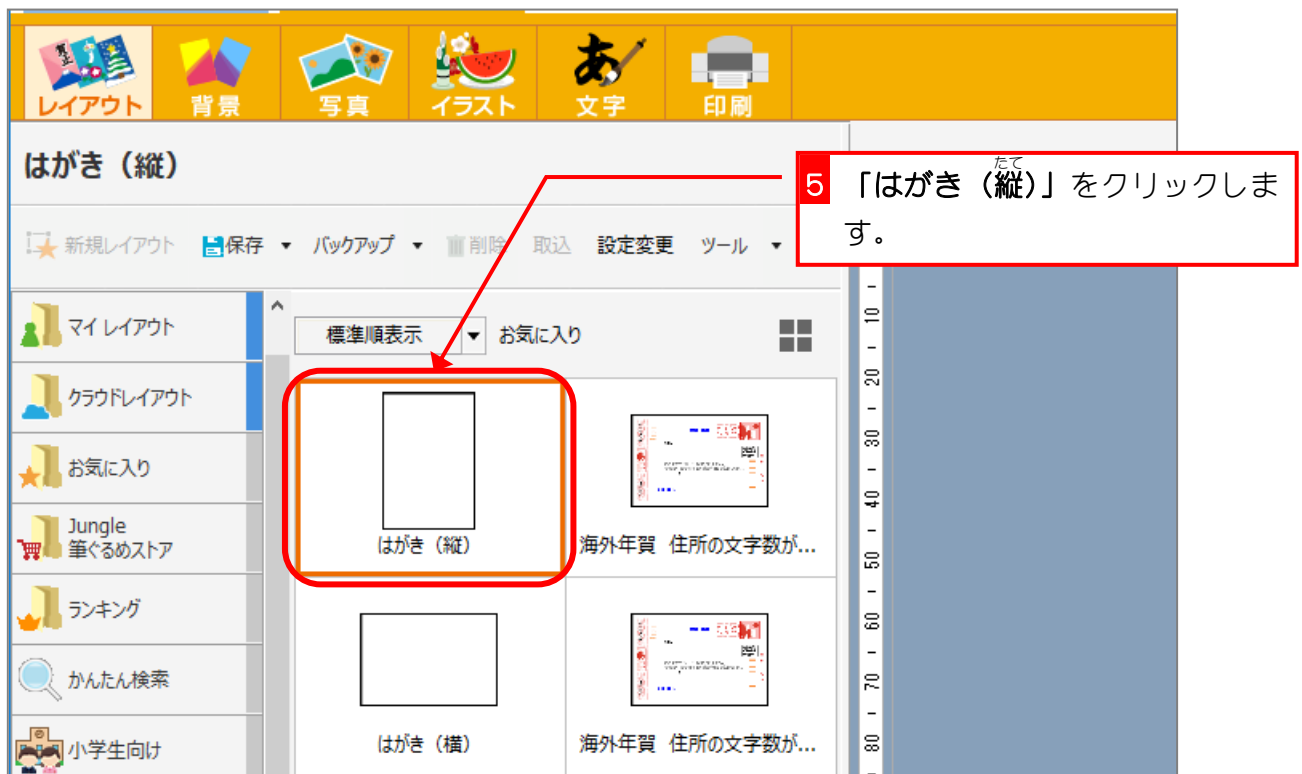 レイアウト 背景 写真 イラスト 文字 印刷
はがき（縦）
たて
5 「はがき（縦）」をクリックしま
す。
新規レイアウト 保存 バックアップ 削除 取込 設定変更 ツール
マイ レイアウト
標準順表示 お気に入り
クラウドレイアウト
お気に入り
Jungle
筆ぐるめストア
はがき（縦） 海外年賀 住所の文字数が...
ランキング
かんたん検索
小学生向け
はがき（横） 海外年賀 住所の文字数が...
10
20
30
40
50
60
70
80